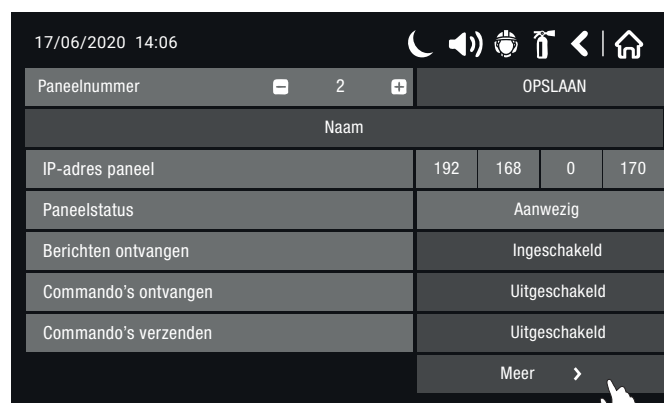 17/06/2020 14:06
Paneelnummer 2 OPSLAAN
Naam
IP-adres paneel 192 168 0 170
Paneelstatus Aanwezig
Berichten ontvangen Ingeschakeld
Commando's ontvangen Uitgeschakeld
Commando's verzenden Uitgeschakeld
Meer